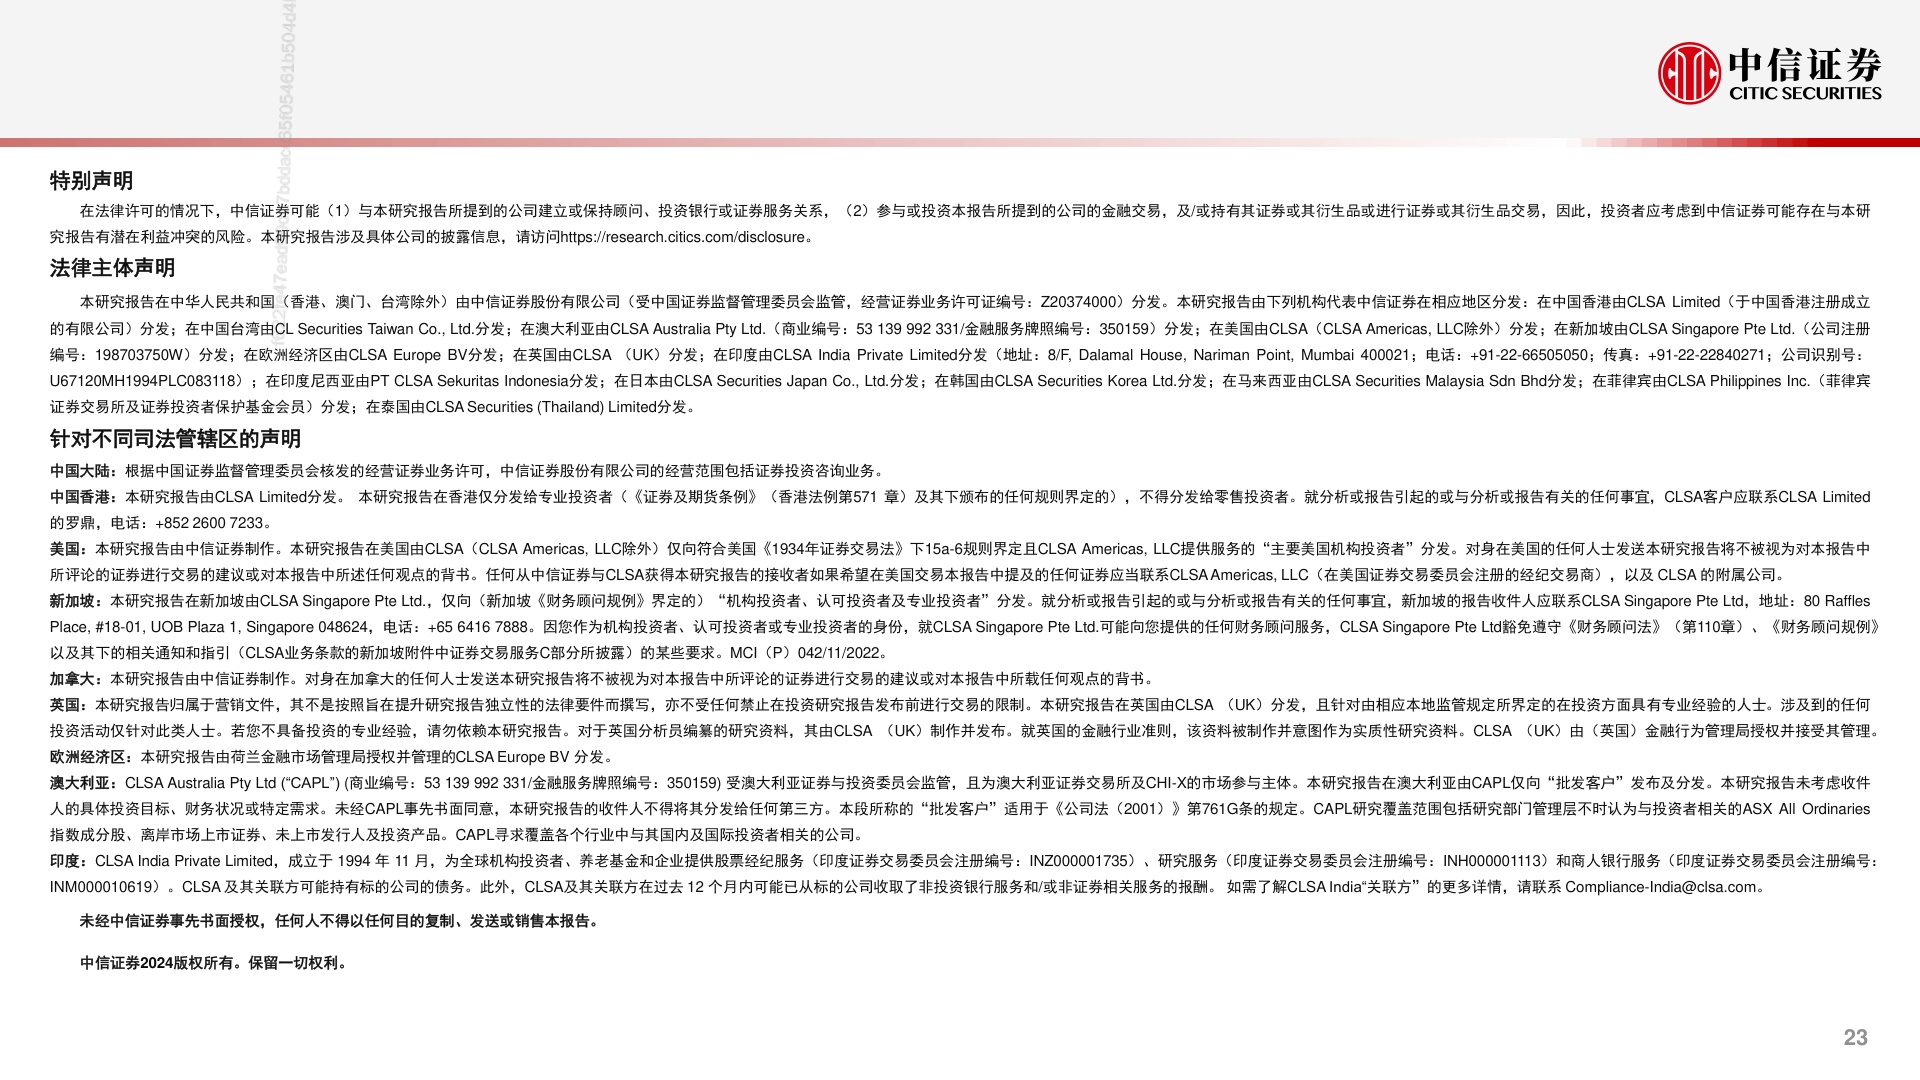 中信证券
CITIC SECURITIES
特别声明
在法律许可的情况下，中信证券可能（1）与本研究报告所提到的公司建立或保持顾问、投资银行或证券服务关系，（2）参与或投资本报告所提到的公司的金融交易，及/或持有其证券或其衍生品或进行证券或其衍生品交易，因此，投资者应考虑到中信证券可能存在与本研
究报告有潜在利益冲突的风险。本研究报告涉及具体公司的披露信息，请访问https://research.citics.com/disclosure。
法律主体声明
本研究报告在中华人民共和国（香港、澳门、台湾除外）由中信证券股份有限公司（受中国证券监督管理委员会监管，经营证券业务许可证编号：Z20374000）分发。本研究报告由下列机构代表中信证券在相应地区分发：在中国香港由CLSA Limited（于中国香港注册成立
的有限公司）分发；在中国台湾由CL Securities Taiwan Co., Ltd.分发；在澳大利亚由CLSA Australia Pty Ltd.（商业编号：53 139 992 331/金融服务牌照编号：350159）分发；在美国由CLSA（CLSA Americas, LLC除外）分发；在新加坡由CLSA Singapore Pte Ltd.（公司注册
编号：198703750W）分发；在欧洲经济区由CLSA Europe BV分发；在英国由CLSA （UK）分发；在印度由CLSA India Private Limited分发（地址：8/F, Dalamal House, Nariman Point, Mumbai 400021；电话：+91-22-66505050；传真：+91-22-22840271；公司识别号：
U67120MH1994PLC083118）；在印度尼西亚由PT CLSA Sekuritas Indonesia分发；在日本由CLSA Securities Japan Co., Ltd.分发；在韩国由CLSA Securities Korea Ltd.分发；在马来西亚由CLSA Securities Malaysia Sdn Bhd分发；在菲律宾由CLSA Philippines Inc.（菲律宾
证券交易所及证券投资者保护基金会员）分发；在泰国由CLSA Securities (Thailand) Limited分发。
针对不同司法管辖区的声明
中国大陆：根据中国证券监督管理委员会核发的经营证券业务许可，中信证券股份有限公司的经营范围包括证券投资咨询业务。
中国香港：本研究报告由CLSA Limited分发。 本研究报告在香港仅分发给专业投资者（《证券及期货条例》（香港法例第571 章）及其下颁布的任何规则界定的），不得分发给零售投资者。就分析或报告引起的或与分析或报告有关的任何事宜，CLSA客户应联系CLSA Limited
的罗鼎，电话：+852 2600 7233。
美国：本研究报告由中信证券制作。本研究报告在美国由CLSA（CLSA Americas, LLC除外）仅向符合美国《1934年证券交易法》下15a-6规则界定且CLSA Americas, LLC提供服务的“主要美国机构投资者”分发。对身在美国的任何人士发送本研究报告将不被视为对本报告中
所评论的证券进行交易的建议或对本报告中所述任何观点的背书。任何从中信证券与CLSA获得本研究报告的接收者如果希望在美国交易本报告中提及的任何证券应当联系CLSA Americas, LLC（在美国证券交易委员会注册的经纪交易商），以及 CLSA 的附属公司。
新加坡：本研究报告在新加坡由CLSA Singapore Pte Ltd.，仅向（新加坡《财务顾问规例》界定的）“机构投资者、认可投资者及专业投资者”分发。就分析或报告引起的或与分析或报告有关的任何事宜，新加坡的报告收件人应联系CLSA Singapore Pte Ltd，地址：80 Raffles
Place, #18-01, UOB Plaza 1, Singapore 048624，电话：+65 6416 7888。因您作为机构投资者、认可投资者或专业投资者的身份，就CLSA Singapore Pte Ltd.可能向您提供的任何财务顾问服务，CLSA Singapore Pte Ltd豁免遵守《财务顾问法》（第110章）、《财务顾问规例》
以及其下的相关通知和指引（CLSA业务条款的新加坡附件中证券交易服务C部分所披露）的某些要求。MCI（P）042/11/2022。
加拿大：本研究报告由中信证券制作。对身在加拿大的任何人士发送本研究报告将不被视为对本报告中所评论的证券进行交易的建议或对本报告中所载任何观点的背书。
英国：本研究报告归属于营销文件，其不是按照旨在提升研究报告独立性的法律要件而撰写，亦不受任何禁止在投资研究报告发布前进行交易的限制。本研究报告在英国由CLSA （UK）分发，且针对由相应本地监管规定所界定的在投资方面具有专业经验的人士。涉及到的任何
投资活动仅针对此类人士。若您不具备投资的专业经验，请勿依赖本研究报告。对于英国分析员编纂的研究资料，其由CLSA （UK）制作并发布。就英国的金融行业准则，该资料被制作并意图作为实质性研究资料。CLSA （UK）由（英国）金融行为管理局授权并接受其管理。
欧洲经济区：本研究报告由荷兰金融市场管理局授权并管理的CLSA Europe BV 分发。
澳大利亚：CLSA Australia Pty Ltd (“CAPL”) (商业编号：53 139 992 331/金融服务牌照编号：350159) 受澳大利亚证券与投资委员会监管，且为澳大利亚证券交易所及CHI-X的市场参与主体。本研究报告在澳大利亚由CAPL仅向“批发客户”发布及分发。本研究报告未考虑收件
人的具体投资目标、财务状况或特定需求。未经CAPL事先书面同意，本研究报告的收件人不得将其分发给任何第三方。本段所称的“批发客户”适用于《公司法（2001）》第761G条的规定。CAPL研究覆盖范围包括研究部门管理层不时认为与投资者相关的ASX All Ordinaries
指数成分股、离岸市场上市证券、未上市发行人及投资产品。CAPL寻求覆盖各个行业中与其国内及国际投资者相关的公司。
印度：CLSA India Private Limited，成立于 1994 年 11 月，为全球机构投资者、养老基金和企业提供股票经纪服务（印度证券交易委员会注册编号：INZ000001735）、研究服务（印度证券交易委员会注册编号：INH000001113）和商人银行服务（印度证券交易委员会注册编号：
INM000010619）。CLSA 及其关联方可能持有标的公司的债务。此外，CLSA及其关联方在过去 12 个月内可能已从标的公司收取了非投资银行服务和/或非证券相关服务的报酬。 如需了解CLSA India“关联方”的更多详情，请联系 Compliance-India@clsa.com。
未经中信证券事先书面授权，任何人不得以任何目的复制、发送或销售本报告。
中信证券2024版权所有。保留一切权利。
23